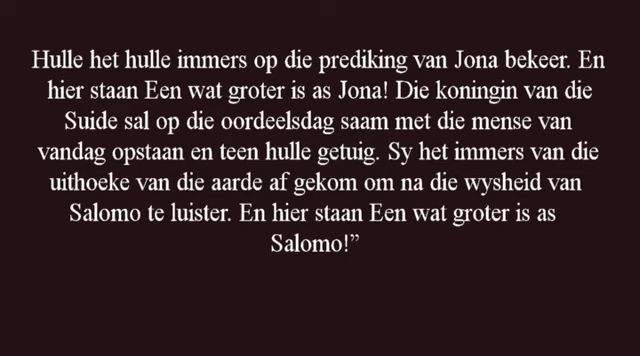 Hulle het hulle immers op die prediking van Jona bekeer. En
hier staan Een wat groter is as Jona! Die koningin van die
Suide sal op die oordeelsdag saam met die mense van
vandag opstaan en teen hulle getuig. Sy het immers van die
uithoeke van die aarde af gekom om na die wysheid van
Salomo te luister. En hier staan Een wat groter is as
Salomo!”